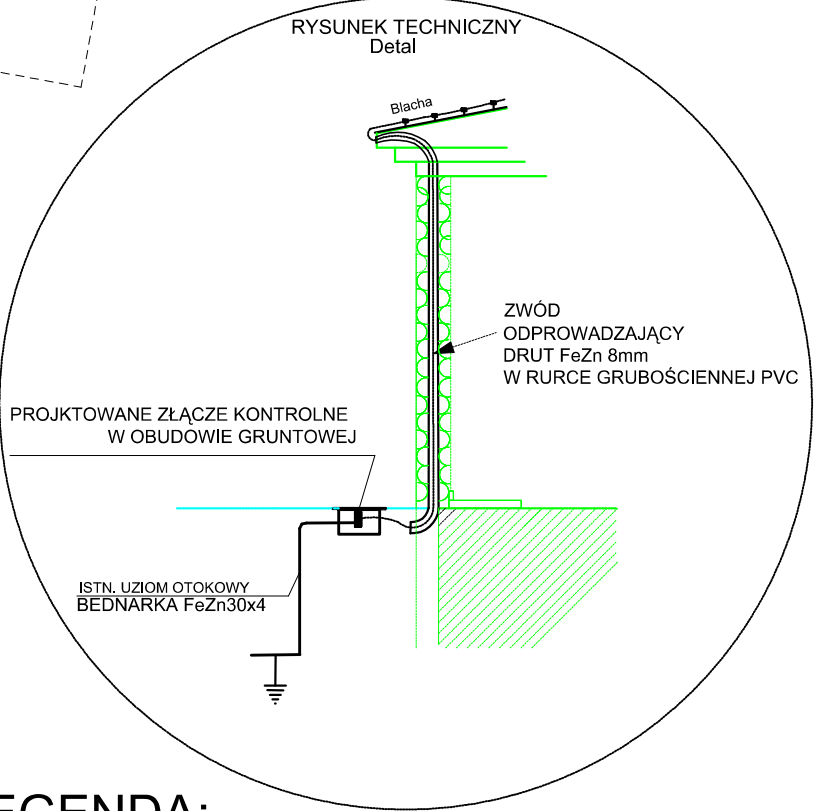 RYSUNEK TECHNICZNY
Detal
Blacha
ZWÓD
ODPROWADZAJĄCY
DRUT FeZn 8mm
W RURCE GRUBOŚCIENNEJ PVC
PROJKTOWANE ZŁĄCZE KONTROLNE
W OBUDOWIE GRUNTOWEJ
ISTN. UZIOM OTOKOWY
BEDNARKA FeZn30x4
EGENDA: